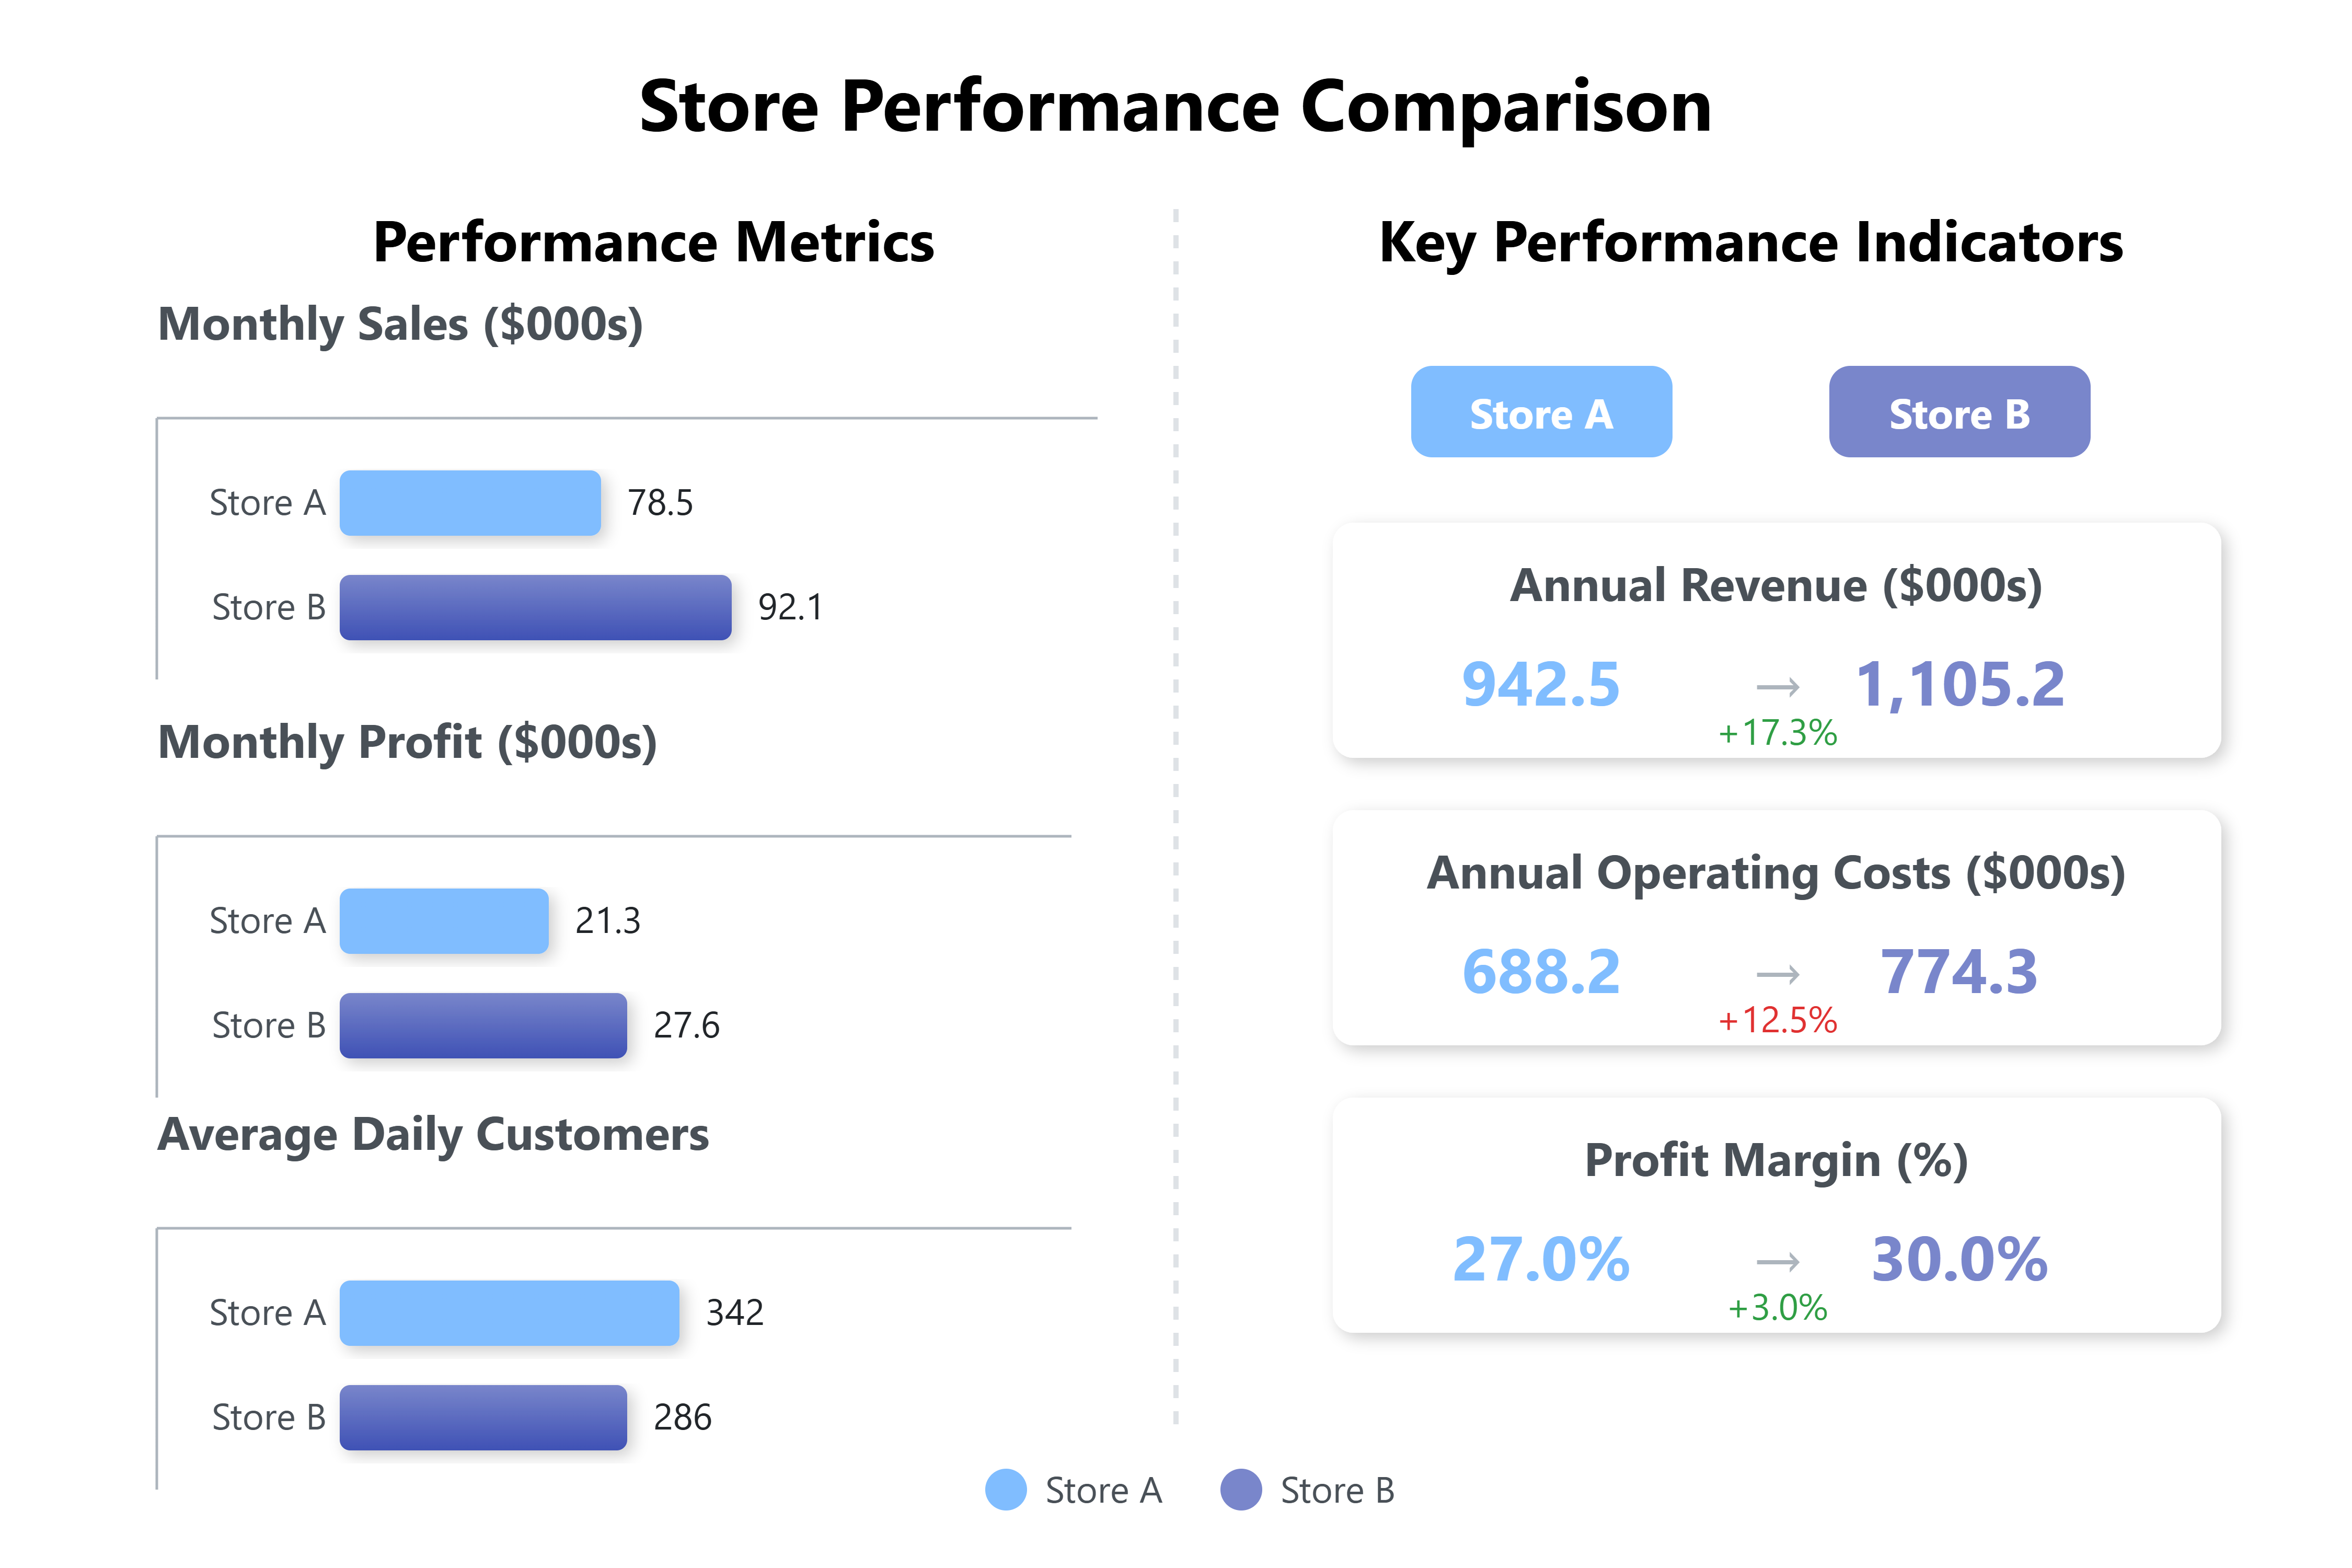 Store Performance Comparison
Performance Metrics
Monthly Sales ($000s)
Store A 78.5
Store B 92.1
Monthly Profit ($000s)
Store A 21.3
Store B 27.6
Average Daily Customers
Store A 342
Store B 286
Key Performance Indicators
Store A Store B
Annual Revenue ($000s)
942.5 → 1,105.2
+17.3%
Annual Operating Costs ($000s)
688.2 → 774.3
+12.5%
Profit Margin (%)
27.0% → 30.0%
+3.0%
Store A Store B